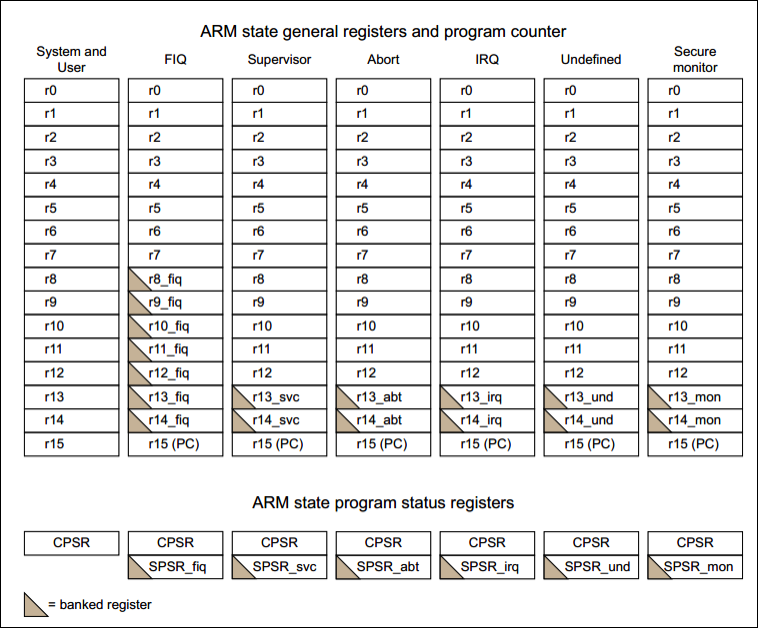 ARM state general registers and program counter
System and User FIQ Supervisor Abort IRQ Undefined Secure monitor
r0 r0 r0 r0 r0 r0 r0
r1 r1 r1 r1 r1 r1 r1
r2 r2 r2 r2 r2 r2 r2
r3 r3 r3 r3 r3 r3 r3
r4 r4 r4 r4 r4 r4 r4
r5 r5 r5 r5 r5 r5 r5
r6 r6 r6 r6 r6 r6 r6
r7 r7 r7 r7 r7 r7 r7
r8 r8_fiq r8 r8 r8 r8 r8
r9 r9_fiq r9 r9 r9 r9 r9
r10 r10_fiq r10 r10 r10 r10 r10
r11 r11_fiq r11 r11 r11 r11 r11
r12 r12_fiq r12 r12 r12 r12 r12
r13 r13_fiq r13_svc r13_abt r13_irq r13_und r13_mon
r14 r14_fiq r14_svc r14_abt r14_irq r14_und r14_mon
r15 r15 (PC) r15 (PC) r15 (PC) r15 (PC) r15 (PC) r15 (PC)
ARM state program status registers
CPSR CPSR CPSR CPSR CPSR CPSR CPSR
SPSR_fiq SPSR_svc SPSR_abt SPSR_irq SPSR_und SPSR_mon
= banked register